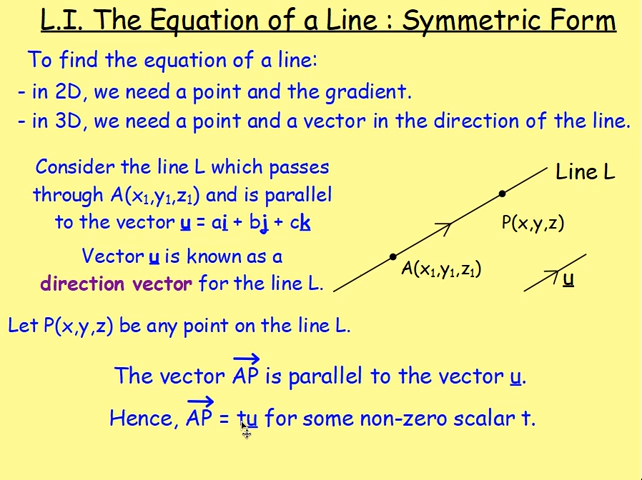 L.I. The Equation of a Line : Symmetric Form
To find the equation of a line:
- in 2D, we need a point and the gradient.
- in 3D, we need a point and a vector in the direction of the line.
Consider the line L which passes
through A(x₁,y₁,z₁) and is parallel
to the vector u = ai + bj + ck
Vector u is known as a
direction vector for the line L.
Line L
P(x,y,z)
A(x₁,y₁,z₁)
u
Let P(x,y,z) be any point on the line L.
The vector AP is parallel to the vector u.
Hence, AP = tu for some non-zero scalar t.